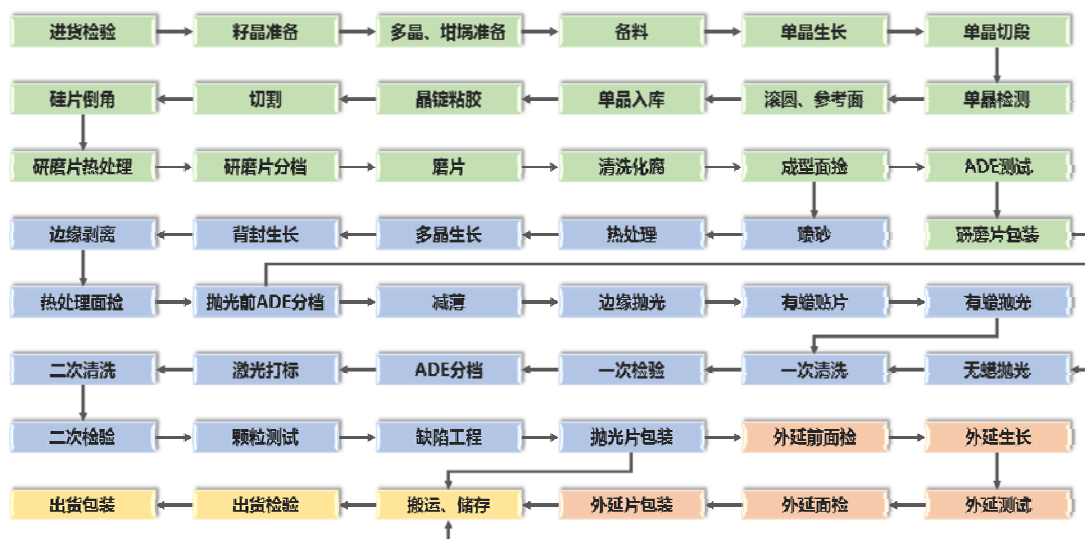 进货检验
籽晶准备
多晶、坩埚准备
备料
单晶生长
单晶切段
硅片倒角
切割
晶锭粘胶
单晶入库
滚圆、参考面
单晶检测
研磨片热处理
研磨片分档
磨片
清洗化腐
成型面捡
ADE测试
边缘剥离
背封生长
多晶生长
热处理
喷砂
研磨片包装
热处理面捡
抛光前ADE分档
减薄
边缘抛光
有蜡贴片
有蜡抛光
二次清洗
激光打标
ADE分档
一次检验
一次清洗
无蜡抛光
二次检验
颗粒测试
缺陷工程
抛光片包装
外延前面检
外延生长
出货包装
出货检验
搬运、储存
外延片包装
外延面检
外延测试